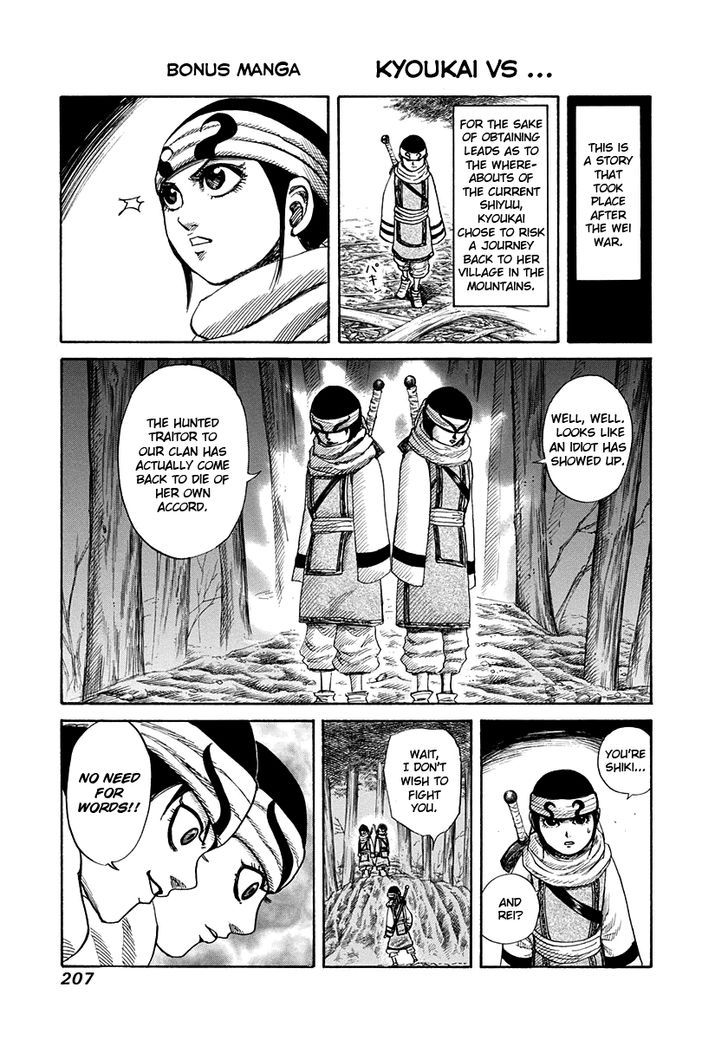 BONUS MANGA
KYOUKAI VS ...
THIS IS
A STORY
THAT
TOOK
PLACE
AFTER
THE WEI
WAR.
FOR THE SAKE
OF OBTAINING
LEADS AS TO
THE WHERE-
ABOUTS OF
THE CURRENT
SHIYUU,
KYOUKAI
CHOSE TO RISK
A JOURNEY
BACK TO HER
VILLAGE IN THE
MOUNTAINS.
パキン
WELL, WELL.
LOOKS LIKE
AN IDIOT HAS
SHOWED UP.
THE HUNTED
TRAITOR TO
OUR CLAN HAS
ACTUALLY COME
BACK TO DIE OF
HER OWN
ACCORD.
YOU'RE
SHIKI...
AND
REI?
WAIT,
I DON'T
WISH TO
FIGHT
YOU.
NO NEED
FOR
WORDS!!
207